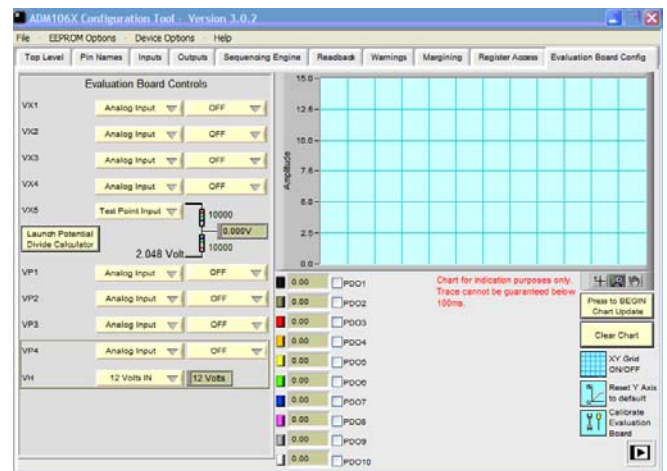 ADM106X Configuration Tool - Version 3.0.2
File EEPROM Options Device Options Help
Top Level Pin Names Inputs Outputs Sequencing Engine Readback Warnings Margining Register Access Evaluation Board Config
Evaluation Board Controls
VX1 Analog Input OFF
VX2 Analog Input OFF
VX3 Analog Input OFF
VX4 Analog Input OFF
VX5 Test Point Input 10000
0.000V
Launch Potential
Divide Calculator
10000
2.048 Volt
VP1 Analog Input OFF
VP2 Analog Input OFF
VP3 Analog Input OFF
VP4 Analog Input OFF
VH 12 Volts IN 12 Volts
Amplitude
15.0
12.5
10.0
7.5
5.0
2.5
0.0
0.00 PDO1
0.00 PDO2
0.00 PDO3
0.00 PDO4
0.00 PDO5
0.00 PDO6
0.00 PDO7
0.00 PDO8
0.00 PDO9
0.00 PDO10
Chart for indication purposes only.
Trace cannot be guaranteed below
100ms.
Press to BEGIN
Chart Update
Clear Chart
XY Grid
ON/OFF
Reset Y Axis
to default
Calibrate
Evaluation
Board